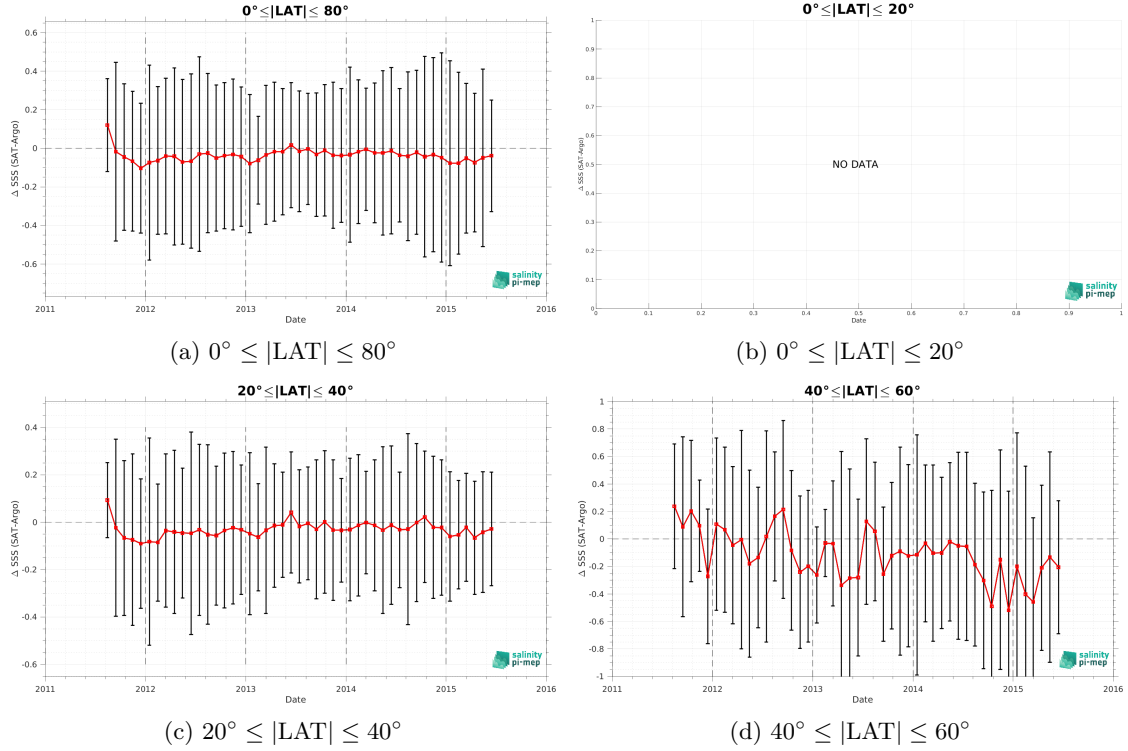 0°≤|LAT|≤ 80°
0.6
0.4
0.2
0
-0.2
-0.4
-0.6
Δ SSS (SAT-Argo)
2011
2012
2013
2014
2015
2016
Date
salinity
pi-mep
(a) 0° ≤ |LAT| ≤ 80°
0°≤|LAT|≤ 20°
1
0.9
0.8
0.7
0.6
0.5
0.4
0.3
0.2
0.1
0
Δ SSS (SAT-Argo)
NO DATA
0
0.1
0.2
0.3
0.4
0.5
0.6
0.7
0.8
0.9
1
Date
salinity
pi-mep
(b) 0° ≤ |LAT| ≤ 20°
20°≤|LAT|≤ 40°
0.4
0.2
0
-0.2
-0.4
-0.6
Δ SSS (SAT-Argo)
2011
2012
2013
2014
2015
2016
Date
salinity
pi-mep
(c) 20° ≤ |LAT| ≤ 40°
40°≤|LAT|≤ 60°
1
0.8
0.6
0.4
0.2
0
-0.2
-0.4
-0.6
-0.8
-1
Δ SSS (SAT-Argo)
2011
2012
2013
2014
2015
2016
Date
salinity
pi-mep
(d) 40° ≤ |LAT| ≤ 60°